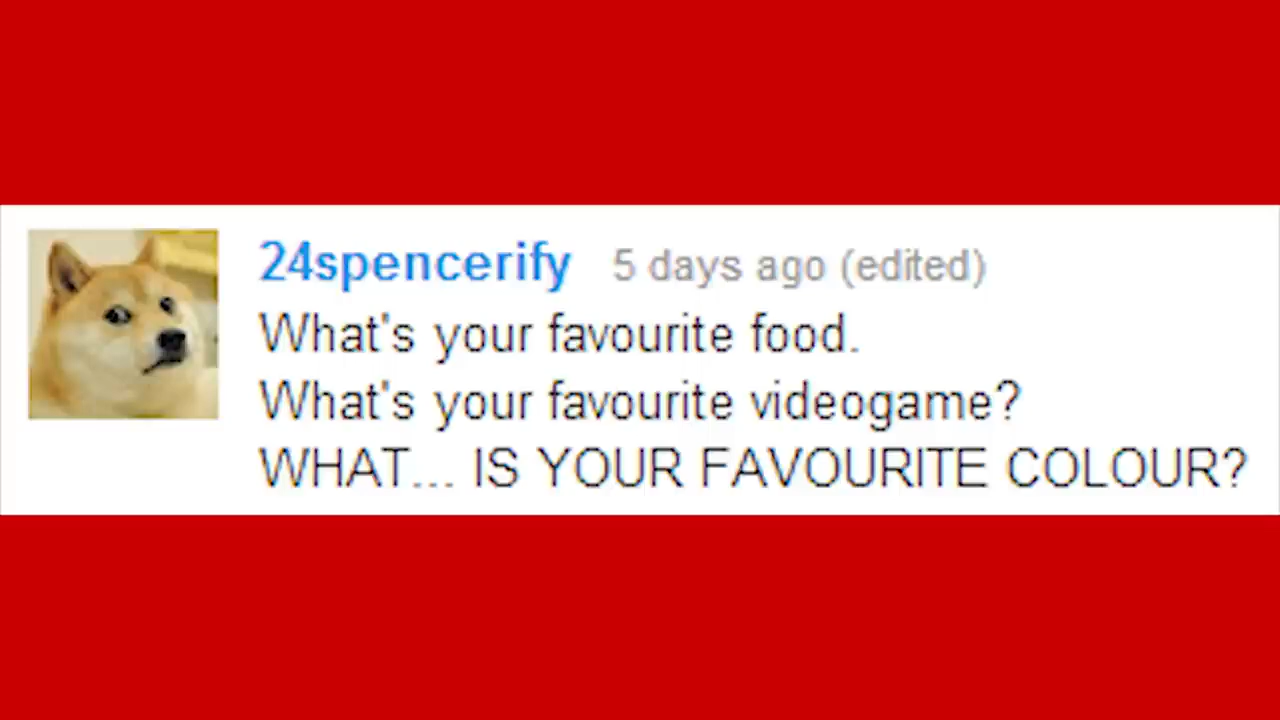 24spencerify 5 days ago (edited)
What's your favourite food.
What's your favourite videogame?
WHAT... IS YOUR FAVOURITE COLOUR?